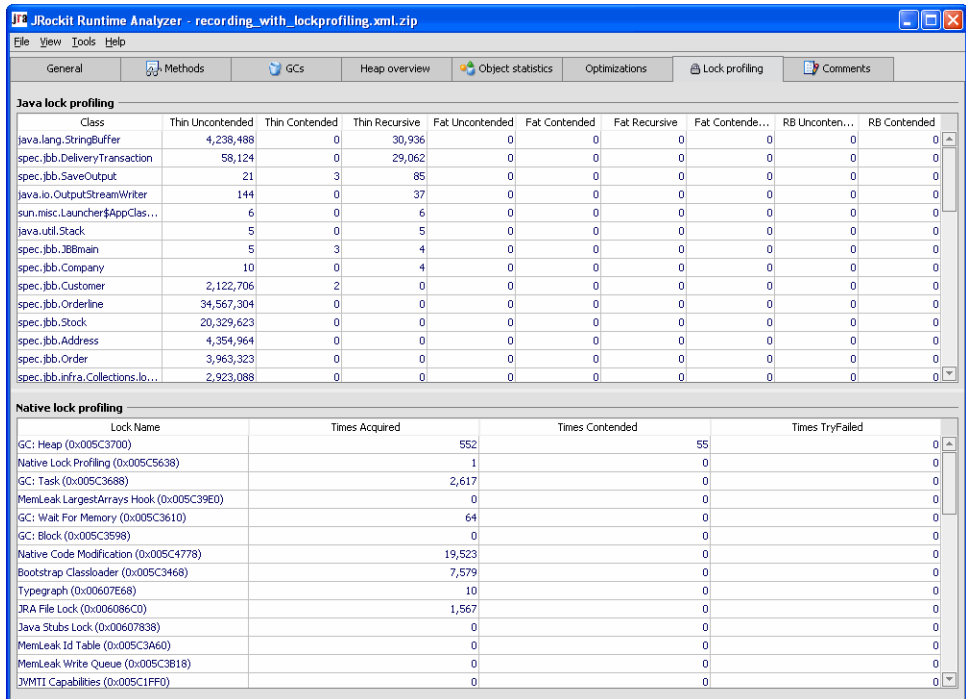 jra JRockit Runtime Analyzer - recording_with_lockprofiling.xml.zip
File View Tools Help
General Methods GCs Heap overview Object statistics Optimizations Lock profiling Comments
Java lock profiling
Class Thin Uncontended Thin Contended Thin Recursive Fat Uncontended Fat Contended Fat Recursive Fat Contende... RB Unconten... RB Contended
java.lang.StringBuffer 4,238,488 0 30,936 0 0 0 0 0 0
spec.jbb.DeliveryTransaction 58,124 0 29,062 0 0 0 0 0 0
spec.jbb.SaveOutput 21 3 85 0 0 0 0 0 0
java.io.OutputStreamWriter 144 0 37 0 0 0 0 0 0
sun.misc.Launcher$AppClas... 6 0 6 0 0 0 0 0 0
java.util.Stack 5 0 5 0 0 0 0 0 0
spec.jbb.JBBmain 5 3 4 0 0 0 0 0 0
spec.jbb.Company 10 0 4 0 0 0 0 0 0
spec.jbb.Customer 2,122,706 2 0 0 0 0 0 0 0
spec.jbb.Orderline 34,567,304 0 0 0 0 0 0 0 0
spec.jbb.Stock 20,329,623 0 0 0 0 0 0 0 0
spec.jbb.Address 4,354,964 0 0 0 0 0 0 0 0
spec.jbb.Order 3,963,323 0 0 0 0 0 0 0 0
spec.jbb.infra.Collections.lo... 2,923,088 0 0 0 0 0 0 0 0
Native lock profiling
Lock Name Times Acquired Times Contended Times TryFailed
GC: Heap (0x005C3700) 552 55 0
Native Lock Profiling (0x005C5638) 1 0 0
GC: Task (0x005C3688) 2,617 0 0
MemLeak LargestArrays Hook (0x005C39E0) 0 0 0
GC: Wait For Memory (0x005C3610) 64 0 0
GC: Block (0x005C3598) 0 0 0
Native Code Modification (0x005C4778) 19,523 0 0
Bootstrap Classloader (0x005C3468) 7,579 0 0
Typegraph (0x00607E68) 10 0 0
JRA File Lock (0x006086C0) 1,567 0 0
Java Stubs Lock (0x00607838) 0 0 0
MemLeak Id Table (0x005C3A60) 0 0 0
MemLeak Write Queue (0x005C3B18) 0 0 0
JVMTI Capabilities (0x005C1FF0) 0 0 0